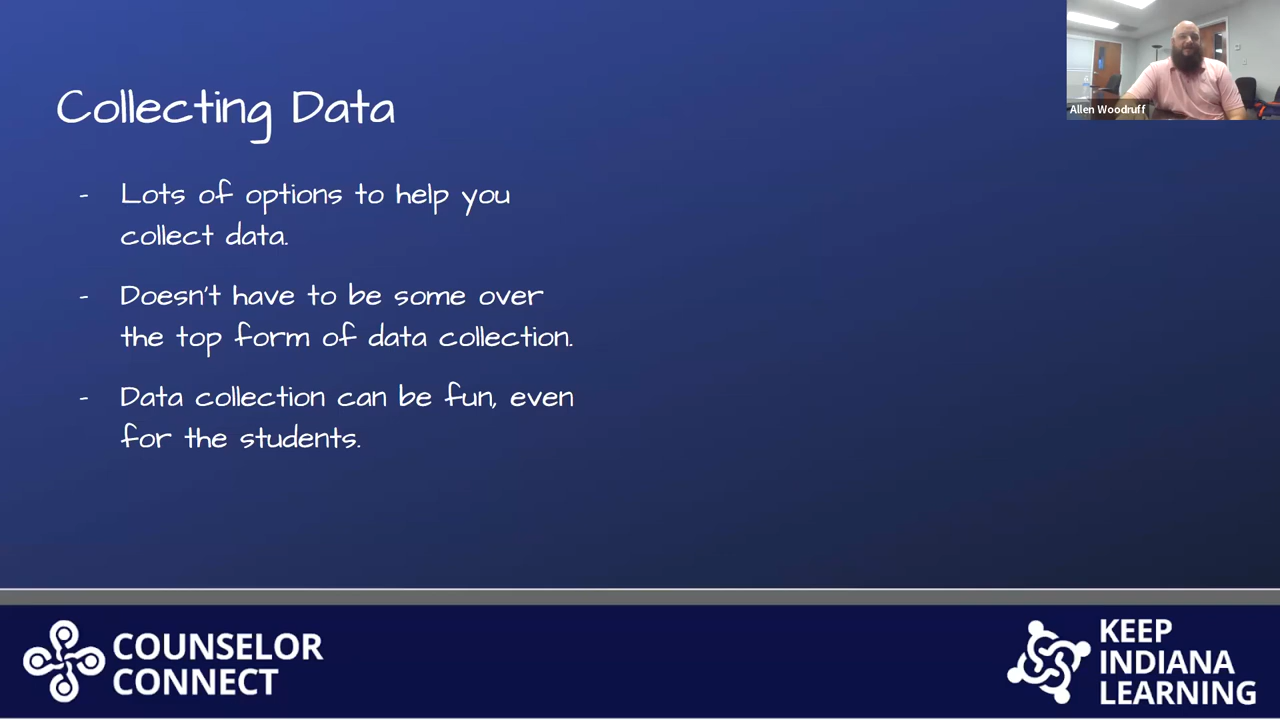 Collecting Data
Allen Woodruff
- Lots of options to help you
collect data.
- Doesn't have to be some over
the top form of data collection.
- Data collection can be fun, even
for the students.
COUNSELOR
CONNECT
KEEP
INDIANA
LEARNING